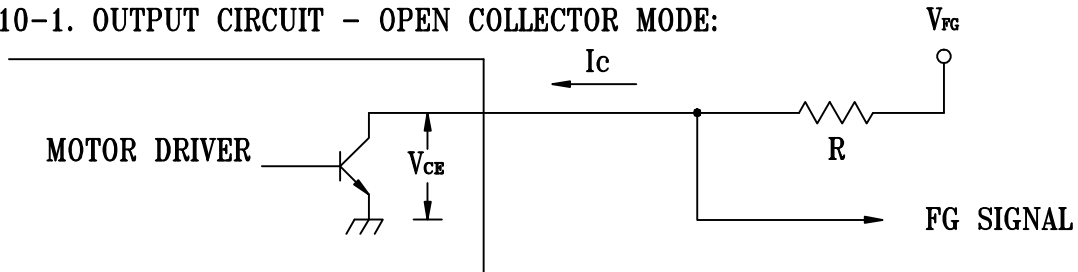 10-1. OUTPUT CIRCUIT - OPEN COLLECTOR MODE:
VFG
Ic
MOTOR DRIVER
VCE
R
FG SIGNAL